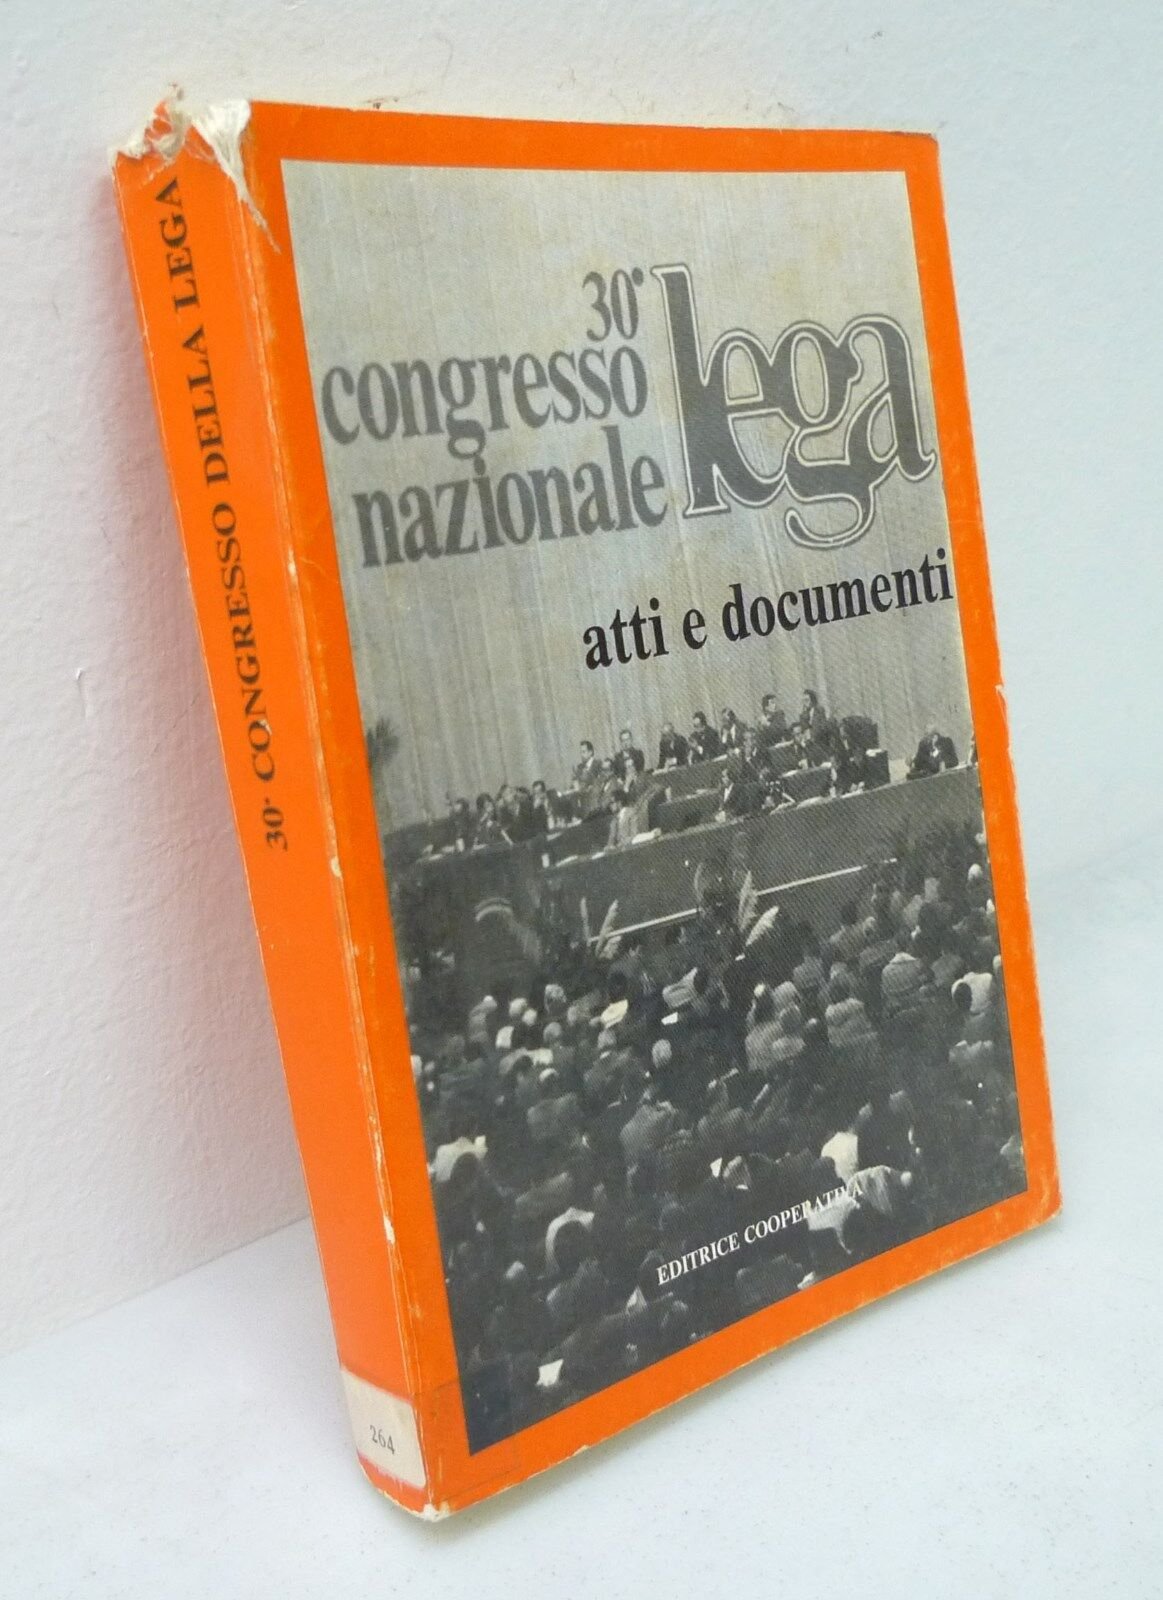 30° CONGRESSO DELLA LEGA
264
30°
congresso
nazionale
lega
atti e documenti
EDITRICE COOPERATIVA